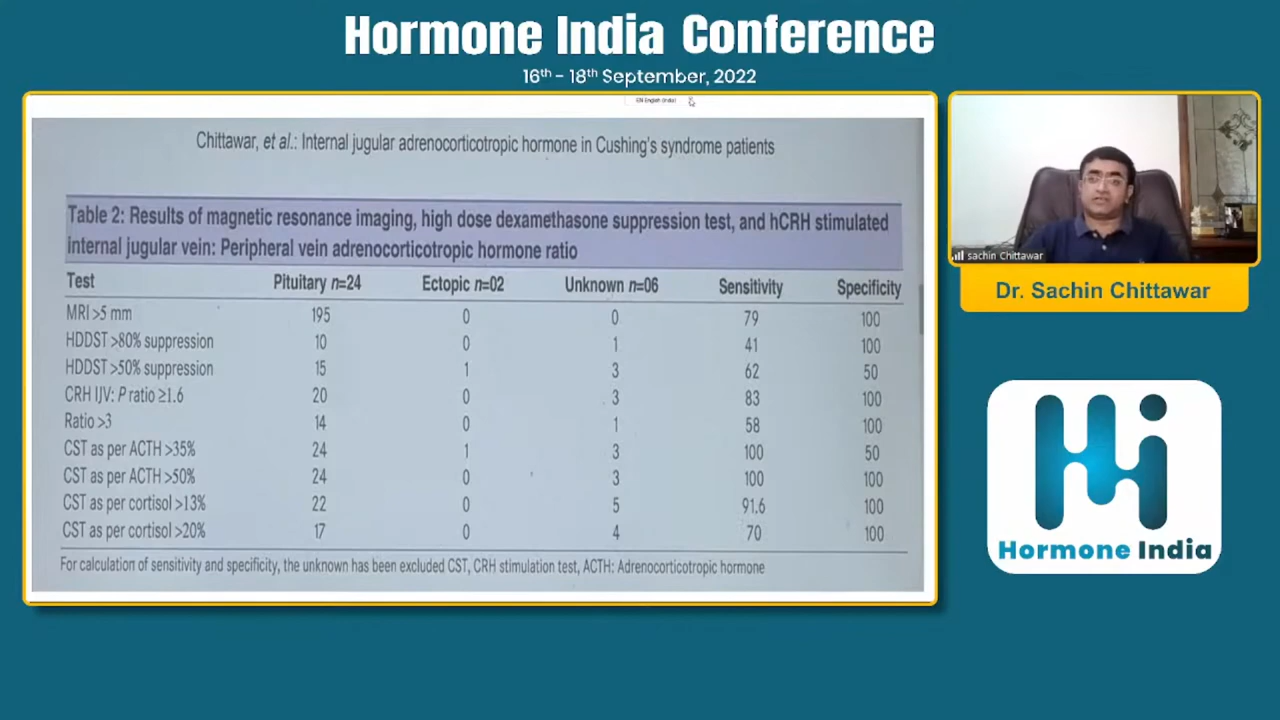 Hormone India Conference
16th - 18th September, 2022
EN English (India)
Chittawar, et al.: Internal jugular adrenocorticotropic hormone in Cushing's syndrome patients
Table 2: Results of magnetic resonance imaging, high dose dexamethasone suppression test, and hCRH stimulated
internal jugular vein: Peripheral vein adrenocorticotropic hormone ratio
Test Pituitary n=24 Ectopic n=02 Unknown n=06 Sensitivity Specificity
MRI >5 mm 195 0 0 79 100
HDDST >80% suppression 10 0 1 41 100
HDDST >50% suppression 15 1 3 62 50
CRH IJV: P ratio ≥1.6 20 0 3 83 100
Ratio >3 14 0 1 58 100
CST as per ACTH >35% 24 1 3 100 50
CST as per ACTH >50% 24 0 3 100 100
CST as per cortisol >13% 22 0 5 91.6 100
CST as per cortisol >20% 17 0 4 70 100
For calculation of sensitivity and specificity, the unknown has been excluded CST, CRH stimulation test, ACTH: Adrenocorticotropic hormone
sachin Chittawar
Dr. Sachin Chittawar
Hi
Hormone India